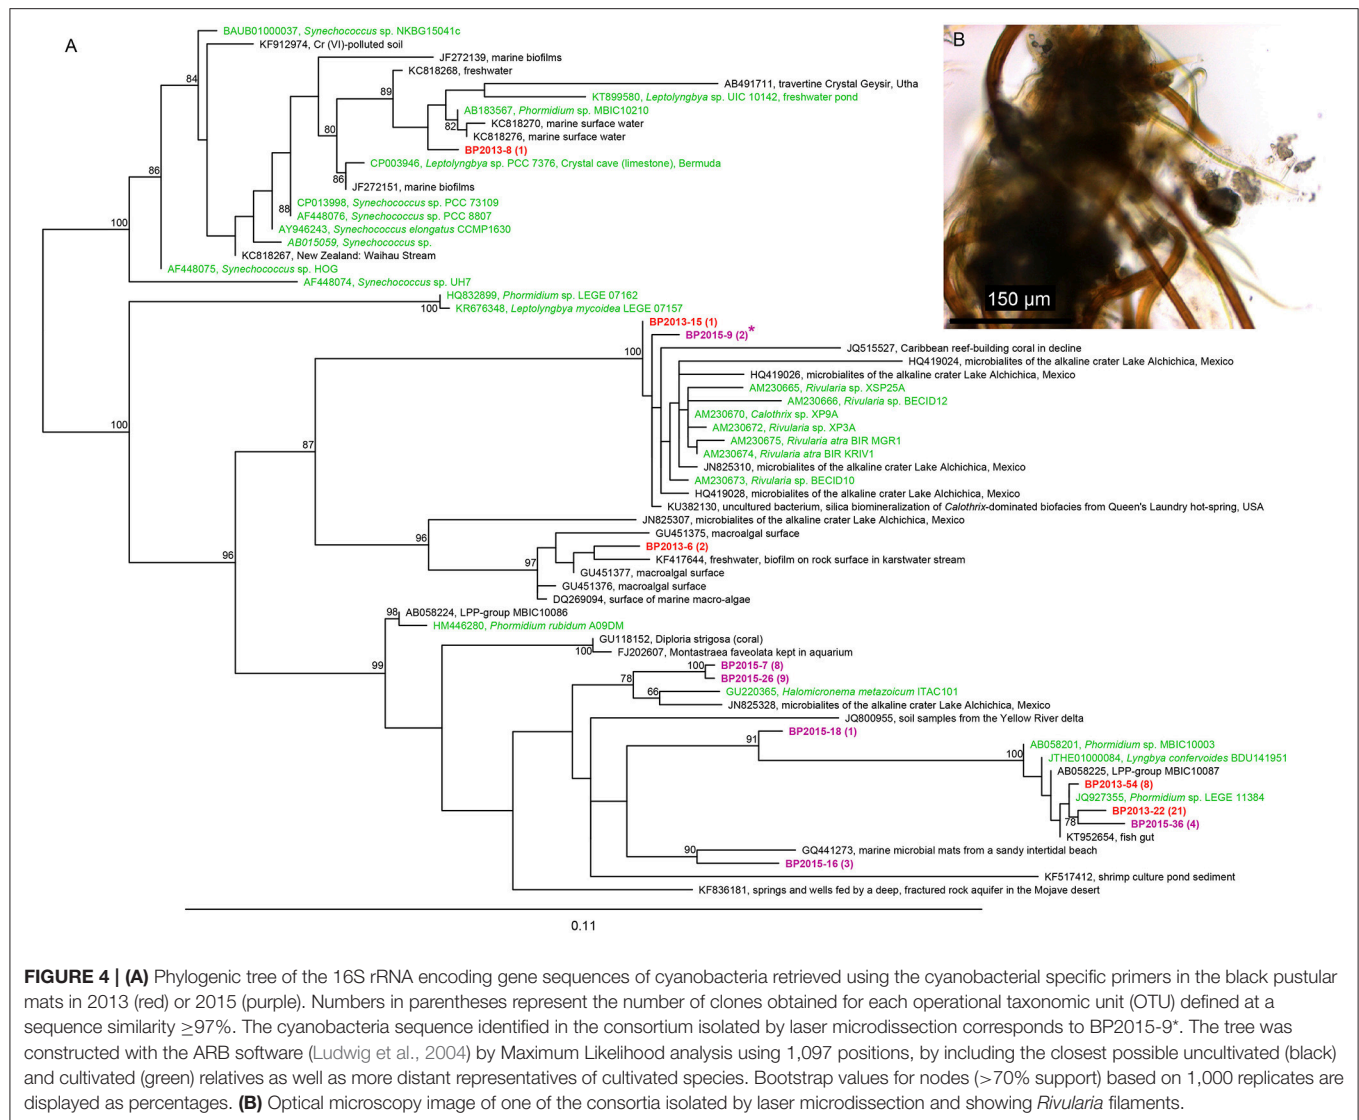 A
B
BAUB01000037, Synechococcus sp. NKBG15041c
KF912974, Cr (VI)-polluted soil
JF272139, marine biofilms
KC818268, freshwater
84
AB491711, travertine Crystal Geysir, Utha
89
KT899580, Leptolyngbya sp. UIC 10142, freshwater pond
AB183567, Phormidium sp. MBIC10210
KC818270, marine surface water
80
82
KC818276, marine surface water
BP2013-8 (1)
CP003946, Leptolyngbya sp. PCC 7376, Crystal cave (limestone), Bermuda
86
86
JF272151, marine biofilms
CP013998, Synechococcus sp. PCC 73109
88
AF448076, Synechococcus sp. PCC 8807
100
AY946243, Synechococcus elongatus CCMP1630
AB015059, Synechococcus sp.
KC818267, New Zealand: Waihau Stream
AF448075, Synechococcus sp. HOG
AF448074, Synechococcus sp. UH7
HQ832899, Phormidium sp. LEGE 07162
150 µm
100
KR676348, Leptolyngbya mycoidea LEGE 07157
BP2013-15 (1)
BP2015-9 (2)*
100
JQ515527, Caribbean reef-building coral in decline
HQ419024, microbialites of the alkaline crater Lake Alchichica, Mexico
HQ419026, microbialites of the alkaline crater Lake Alchichica, Mexico
AM230665, Rivularia sp. XSP25A
AM230666, Rivularia sp. BECID12
AM230670, Calothrix sp. XP9A
100
AM230672, Rivularia sp. XP3A
87
AM230675, Rivularia atra BIR MGR1
AM230674, Rivularia atra BIR KRIV1
JN825310, microbialites of the alkaline crater Lake Alchichica, Mexico
AM230673, Rivularia sp. BECID10
HQ419028, microbialites of the alkaline crater Lake Alchichica, Mexico
KU382130, uncultured bacterium, silica biomineralization of Calothrix-dominated biofacies from Queen's Laundry hot-spring, USA
JN825307, microbialites of the alkaline crater Lake Alchichica, Mexico
96
GU451375, macroalgal surface
BP2013-6 (2)
96
97
KF417644, freshwater, biofilm on rock surface in karstwater stream
GU451377, macroalgal surface
GU451376, macroalgal surface
DQ269094, surface of marine macro-algae
98
AB058224, LPP-group MBIC10086
HM446280, Phormidium rubidum A09DM
GU118152, Diploria strigosa (coral)
100
FJ202607, Montastraea faveolata kept in aquarium
99
100
BP2015-7 (8)
78
BP2015-26 (9)
66
GU220365, Halomicronema metazoicum ITAC101
JN825328, microbialites of the alkaline crater Lake Alchichica, Mexico
JQ800955, soil samples from the Yellow River delta
BP2015-18 (1)
91
AB058201, Phormidium sp. MBIC10003
100
JTHE01000084, Lyngbya confervoides BDU141951
AB058225, LPP-group MBIC10087
BP2013-54 (8)
JQ927355, Phormidium sp. LEGE 11384
BP2013-22 (21)
78
BP2015-36 (4)
KT952654, fish gut
90
GQ441273, marine microbial mats from a sandy intertidal beach
BP2015-16 (3)
KF517412, shrimp culture pond sediment
KF836181, springs and wells fed by a deep, fractured rock aquifer in the Mojave desert
0.11
FIGURE 4 | (A) Phylogenic tree of the 16S rRNA encoding gene sequences of cyanobacteria retrieved using the cyanobacterial specific primers in the black pustular
mats in 2013 (red) or 2015 (purple). Numbers in parentheses represent the number of clones obtained for each operational taxonomic unit (OTU) defined at a
sequence similarity ≥97%. The cyanobacteria sequence identified in the consortium isolated by laser microdissection corresponds to BP2015-9*. The tree was
constructed with the ARB software (Ludwig et al., 2004) by Maximum Likelihood analysis using 1,097 positions, by including the closest possible uncultivated (black)
and cultivated (green) relatives as well as more distant representatives of cultivated species. Bootstrap values for nodes (>70% support) based on 1,000 replicates are
displayed as percentages. (B) Optical microscopy image of one of the consortia isolated by laser microdissection and showing Rivularia filaments.